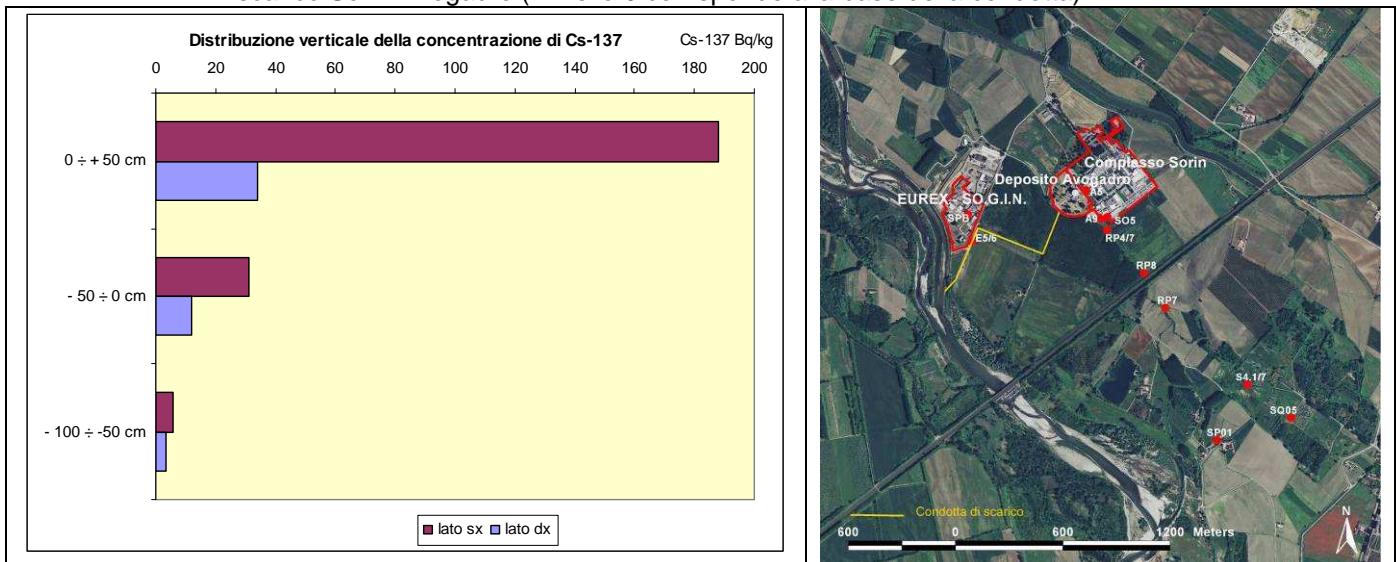 Distribuzione verticale della concentrazione di Cs-137
Cs-137 Bq/kg
0 20 40 60 80 100 120 140 160 180 200
0 ÷ + 50 cm
- 50 ÷ 0 cm
- 100 ÷ -50 cm
lato sx lato dx
Complesso Sorin
Deposito Avogadro
A5
EUREX - SO.G.I.N.
SPB
E5/6
A9
SO5
RP4/7
RP8
RP7
S4.1/7
SQ05
SP01
Condotta di scarico
N
600 0 600 1200 Meters